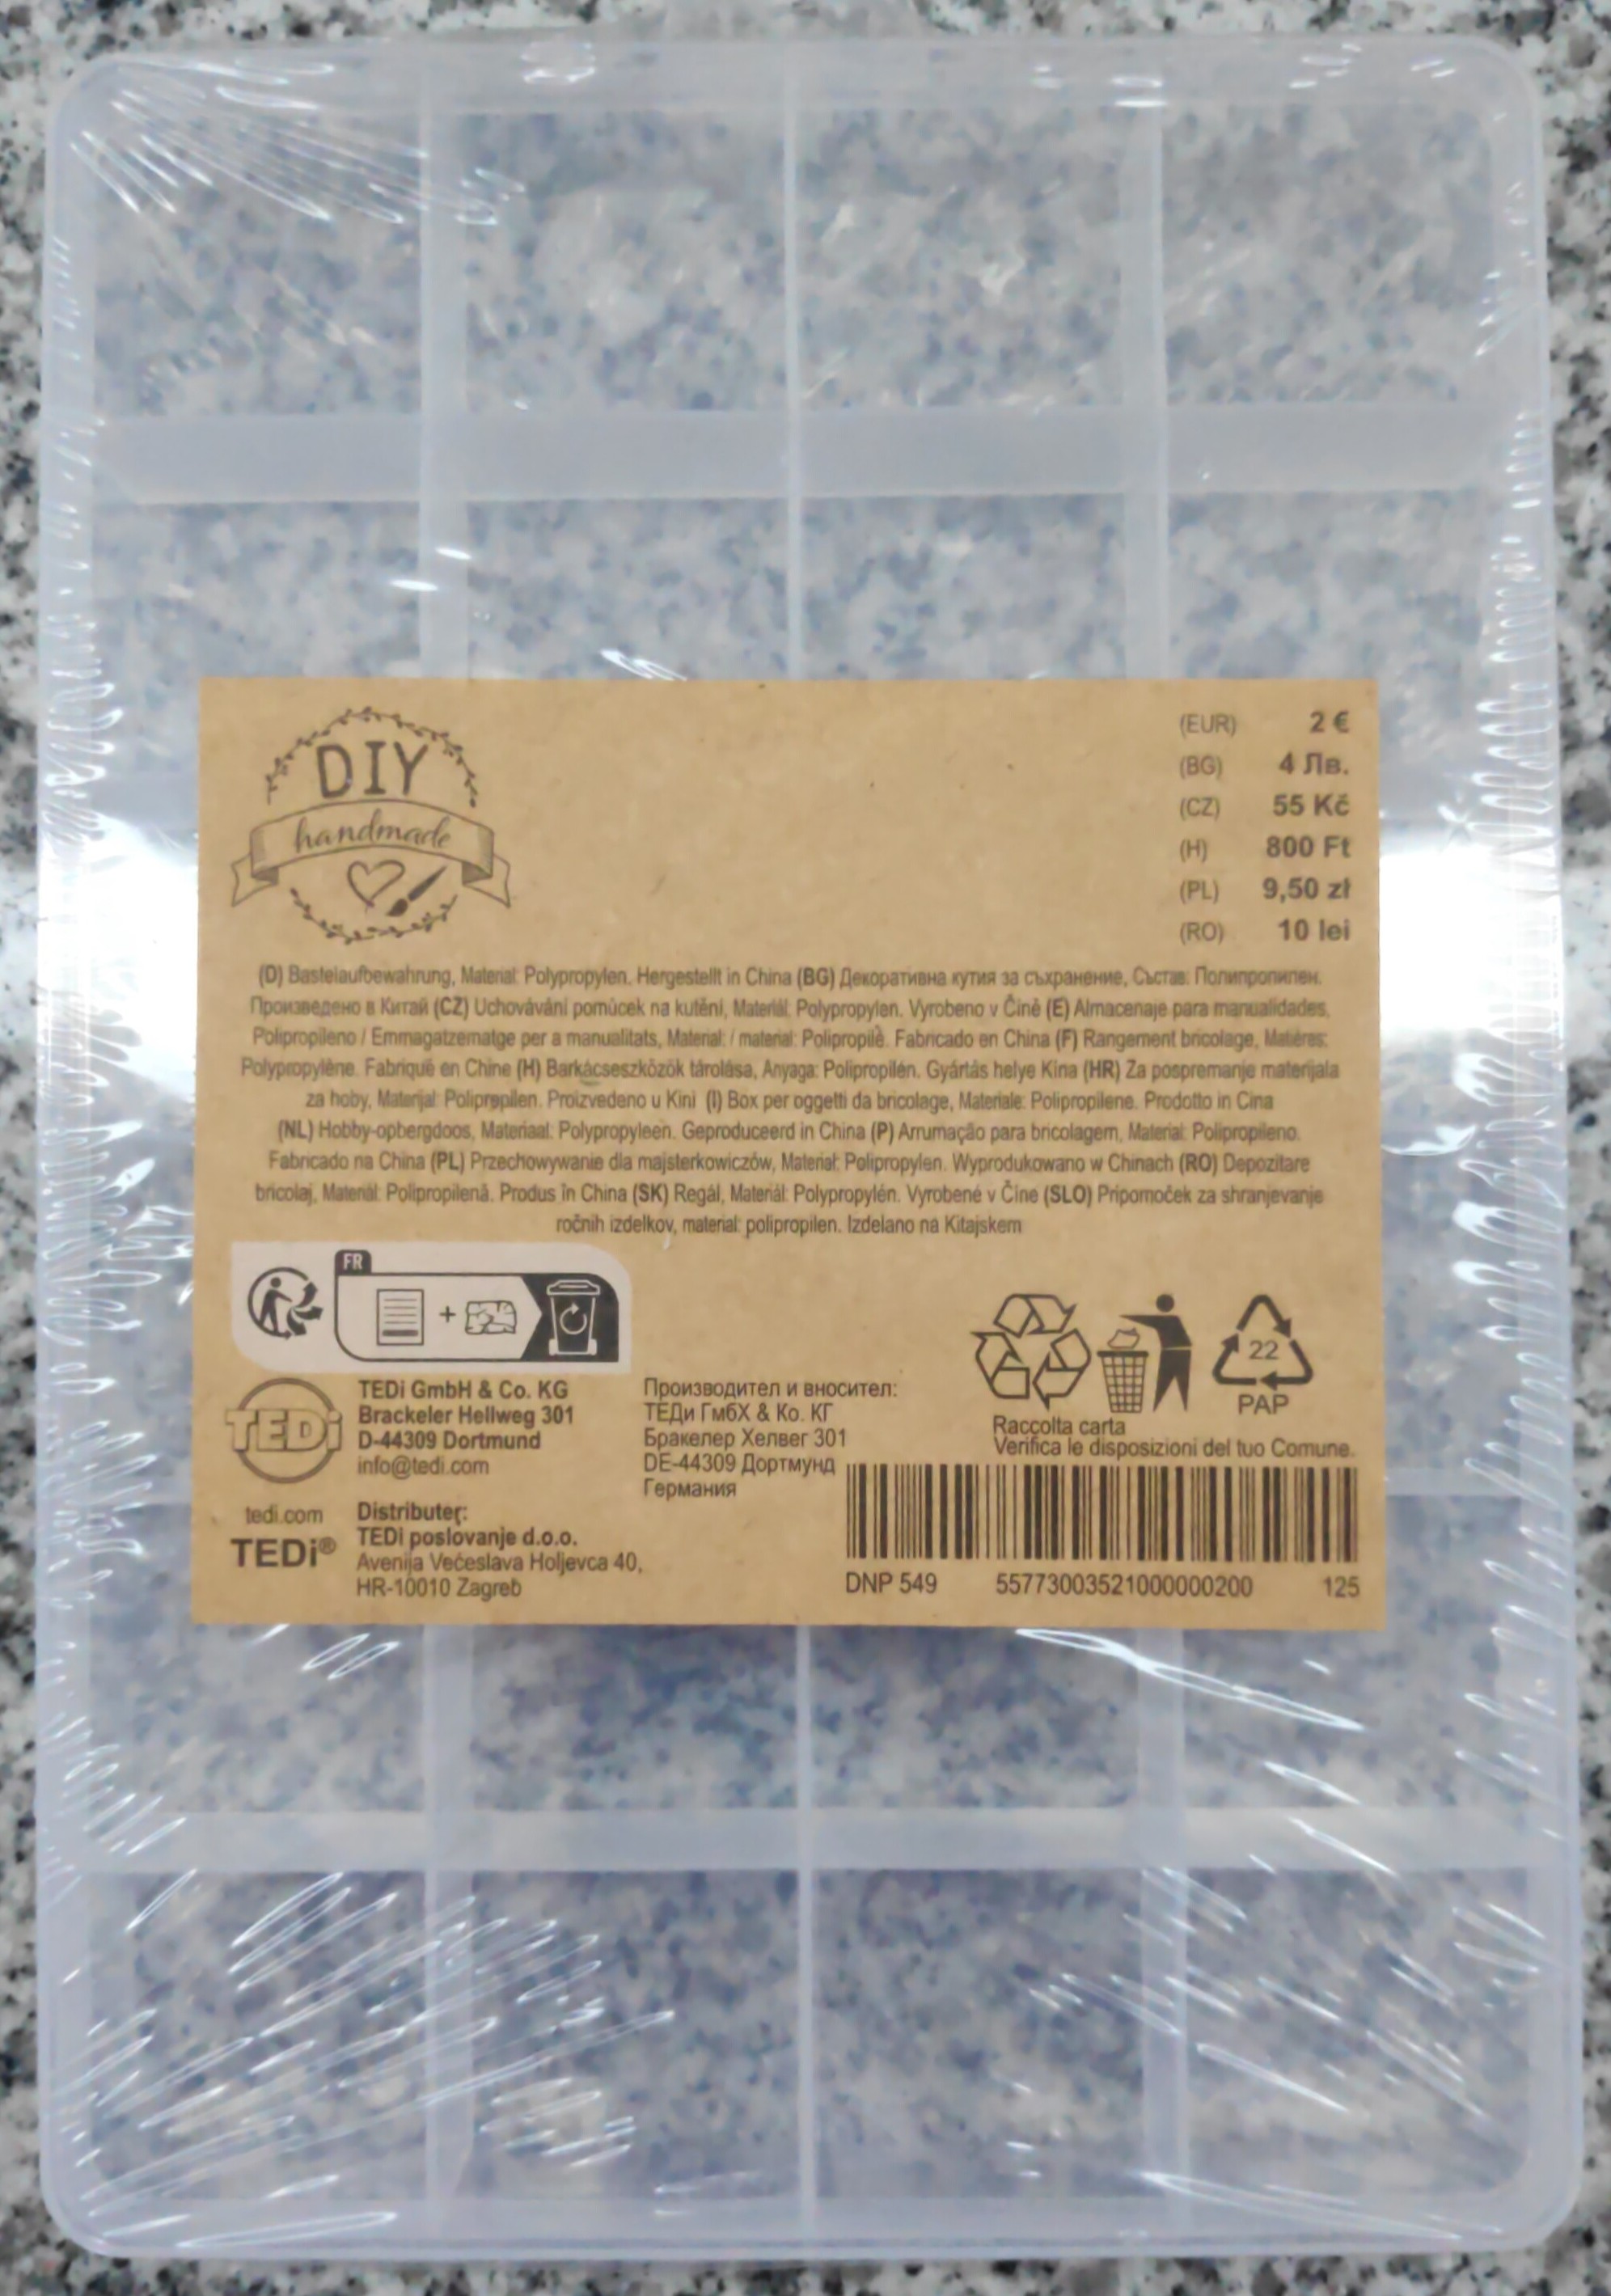 DIY
handmade
(EUR) 2 €
(BG) 4 Лв.
(CZ) 55 Kč
(H) 800 Ft
(PL) 9,50 zł
(RO) 10 lei
(D) Bastelaufbewahrung, Material: Polypropylen. Hergestellt in China (BG) Декоративна кутия за съхранение, Състав: Полипропилен.
Произведено в Китай (CZ) Uchovávání pomůcek na kutění, Materiál: Polypropylen. Vyrobeno v Číně (E) Almacenaje para manualidades,
Polipropileno / Emmagatzematge per a manualitats, Material: / material: Polipropilè. Fabricado en China (F) Rangement bricolage, Matières:
Polypropylène. Fabriqué en Chine (H) Barkácseszközök tárolása, Anyaga: Polipropilén. Gyártás helye Kína (HR) Za pospremanje materijala
za hoby, Materijal: Polipropilen. Proizvedeno u Kini (I) Box per oggetti da bricolage, Materiale: Polipropilene. Prodotto in Cina
(NL) Hobby-opbergdoos, Materiaal: Polypropyleen. Geproduceerd in China (P) Arrumação para bricolagem, Material: Polipropileno.
Fabricado na China (PL) Przechowywanie dla majsterkowiczów, Materiał: Polipropylen. Wyprodukowano w Chinach (RO) Depozitare
bricolaj, Material: Polipropilenă. Produs în China (SK) Regál, Materiál: Polypropylén. Vyrobené v Číne (SLO) Pripomoček za shranjevanje
ročnih izdelkov, material: polipropilen. Izdelano na Kitajskem
FR
+
TEDi
TEDi GmbH & Co. KG
Brackeler Hellweg 301
D-44309 Dortmund
info@tedi.com
tedi.com
TEDi®
Distributer:
TEDi poslovanje d.o.o.
Avenija Većeslava Holjevca 40,
HR-10010 Zagreb
Производител и вносител:
ТЕДи ГмбХ & Ко. КГ
Бракелер Хелвег 301
DE-44309 Дортмунд
Германия
22
PAP
Raccolta carta
Verifica le disposizioni del tuo Comune.
DNP 549 55773003521000000200 125